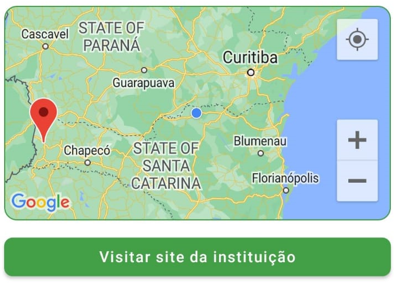 Cascavel
STATE OF
PARANÁ
Curitiba
Guarapuava
Chapecó
STATE OF
SANTA
CATARINA
Blumenau
Florianópolis
+
−
Google
Visitar site da instituição